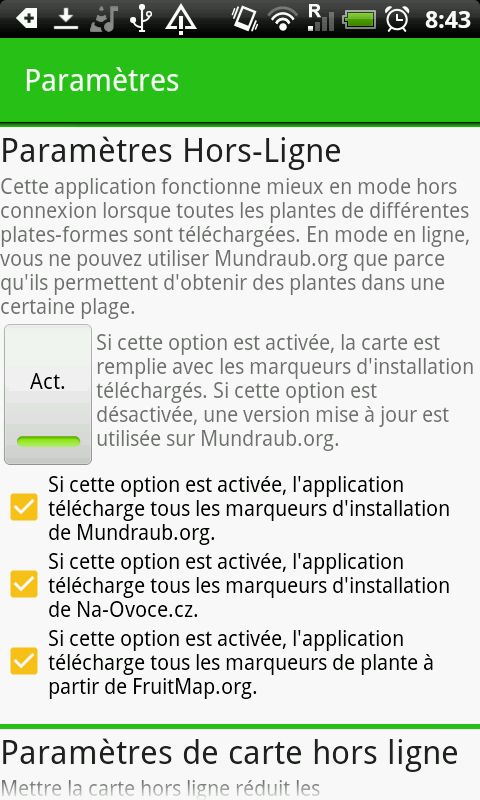 R
8:43
Paramètres
Paramètres Hors-Ligne
Cette application fonctionne mieux en mode hors
connexion lorsque toutes les plantes de différentes
plates-formes sont téléchargées. En mode en ligne,
vous ne pouvez utiliser Mundraub.org que parce
qu'ils permettent d'obtenir des plantes dans une
certaine plage.
Act.
Si cette option est activée, la carte est
remplie avec les marqueurs d'installation
téléchargés. Si cette option est
désactivée, une version mise à jour est
utilisée sur Mundraub.org.
Si cette option est activée, l'application
télécharge tous les marqueurs d'installation
de Mundraub.org.
Si cette option est activée, l'application
télécharge tous les marqueurs d'installation
de Na-Ovoce.cz.
Si cette option est activée, l'application
télécharge tous les marqueurs de plante à
partir de FruitMap.org.
Paramètres de carte hors ligne
Mettre la carte hors ligne réduit les